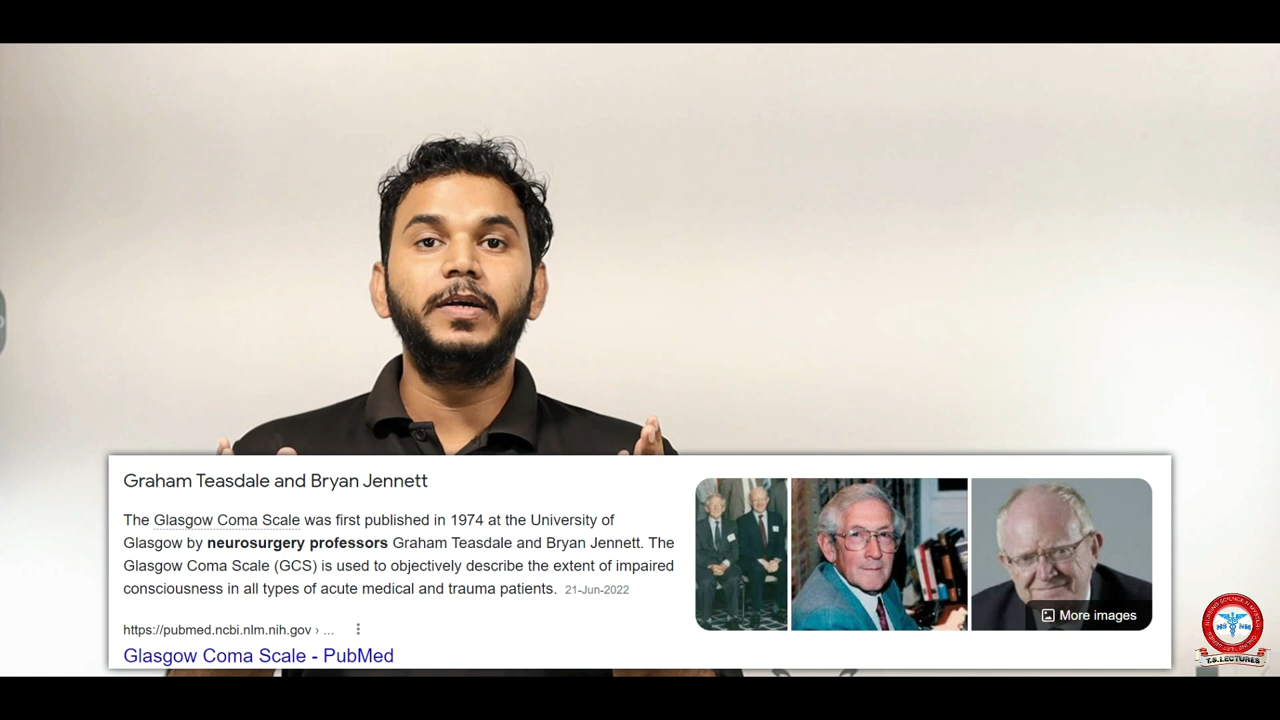 Graham Teasdale and Bryan Jennett
The Glasgow Coma Scale was first published in 1974 at the University of
Glasgow by neurosurgery professors Graham Teasdale and Bryan Jennett. The
Glasgow Coma Scale (GCS) is used to objectively describe the extent of impaired
consciousness in all types of acute medical and trauma patients. 21-Jun-2022
https://pubmed.ncbi.nlm.nih.gov › ...
Glasgow Coma Scale - PubMed
More images
T.S.LECTURES